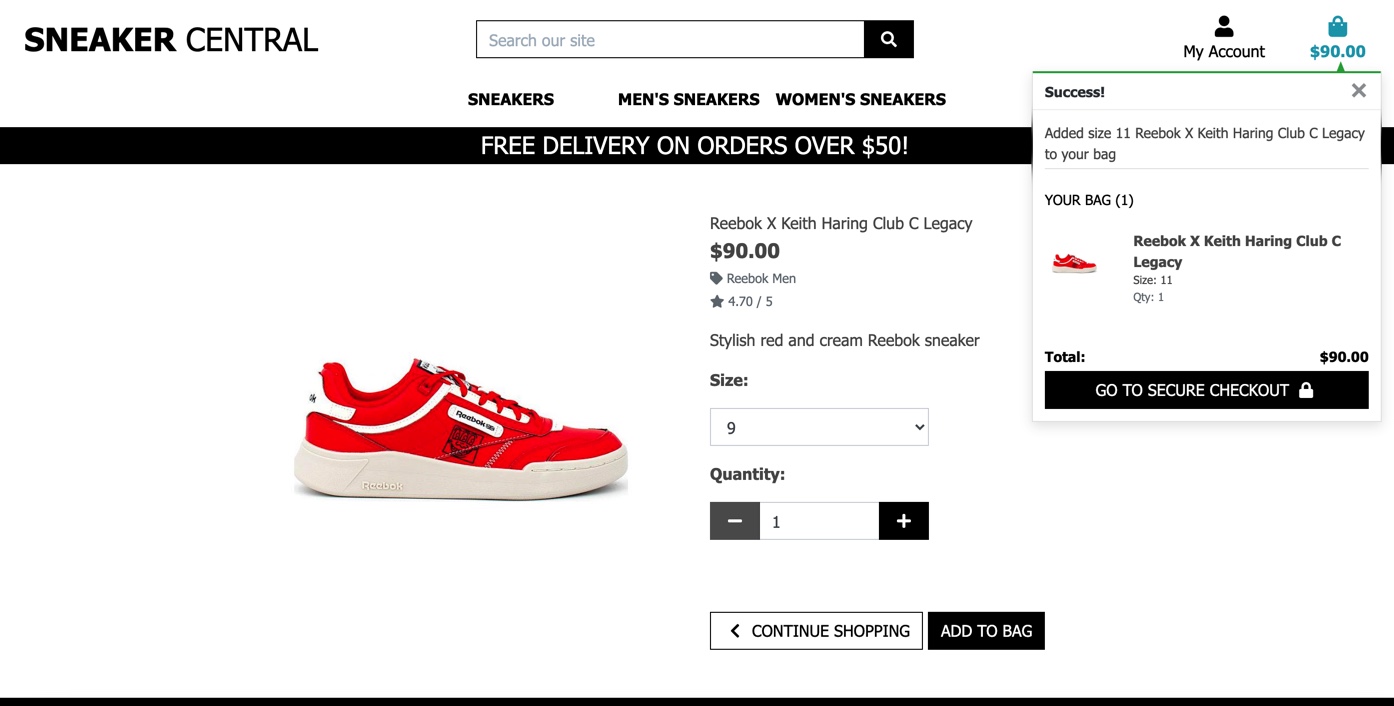 SNEAKER CENTRAL
Search our site
My Account
$90.00
SNEAKERS
MEN'S SNEAKERS
WOMEN'S SNEAKERS
FREE DELIVERY ON ORDERS OVER $50!
Success!
Added size 11 Reebok X Keith Haring Club C Legacy
to your bag
YOUR BAG (1)
Reebok X Keith Haring Club C
Legacy
Size: 11
Qty: 1
Total:
$90.00
GO TO SECURE CHECKOUT
Reebok X Keith Haring Club C Legacy
$90.00
Reebok Men
4.70 / 5
Stylish red and cream Reebok sneaker
Size:
9
Quantity:
1
CONTINUE SHOPPING
ADD TO BAG
Reebok
Reebok